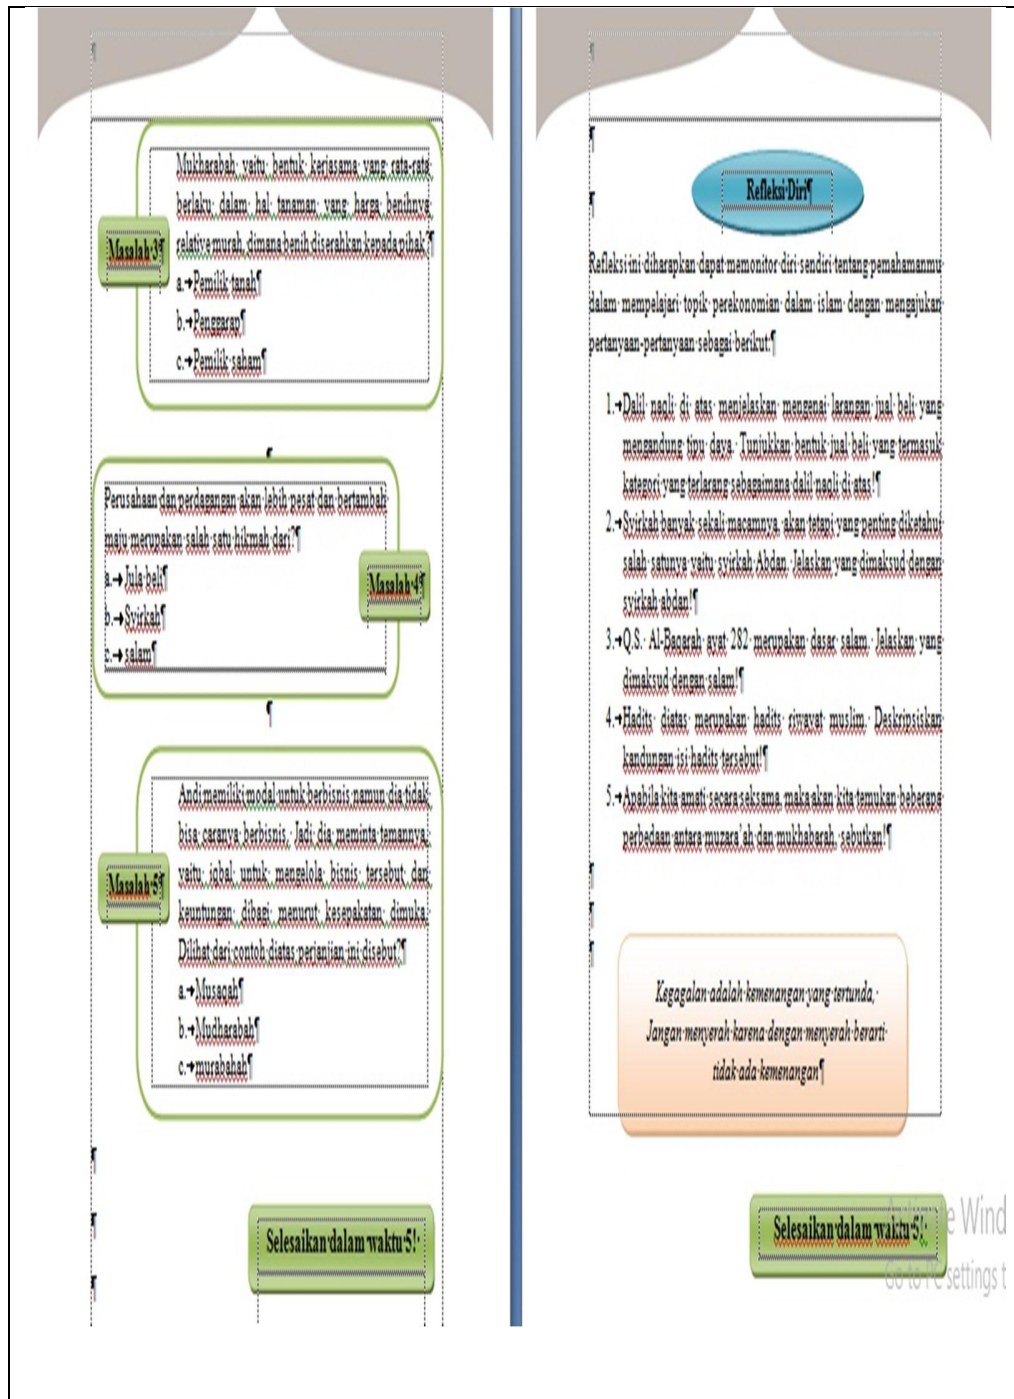 Masalah 3
Mukharabah yaitu bentuk kerjasama yang rata-rata
berlaku dalam hal tanaman yang harga benihnya
relative murah, dimana benih diserahkan kepada pihak?
a. Pemilik tanah
b. Penggarap
c. Pemilik saham
Perusahaan dan perdagangan akan lebih pesat dan bertambah
maju merupakan salah satu hikmah dari?
a. Jula beli
b. Syirkah
c. salam
Masalah 4
Masalah 5
Andi memiliki modal untuk berbisnis namun dia tidak
bisa caranya berbisnis. Jadi dia meminta temannya
yaitu iqbal untuk mengelola bisnis tersebut dan
keuntungan dibagi menurut kesepakatan dimuka.
Dilihat dari contoh diatas perjanjian ini disebut?
a. Musaqah
b. Mudharabah
c. murabahah
Selesaikan dalam waktu 5!
Refleksi Diri
Refleksi ini diharapkan dapat memonitor diri sendiri tentang pemahamanmu
dalam mempelajari topik perekonomian dalam islam dengan mengajukan
pertanyaan-pertanyaan sebagai berikut:
1. Dalil naqli di atas menjelaskan mengenai larangan jual beli yang
mengandung tipu daya. Tunjukkan bentuk jual beli yang termasuk
kategori yang terlarang sebagaimana dalil naqli di atas!
2. Syirkah banyak sekali macamnya, akan tetapi yang penting diketahui
salah satunya yaitu syirkah Abdan. Jelaskan yang dimaksud dengan
syirkah abdan!
3. Q.S. Al-Baqarah ayat 282 merupakan dasar salam. Jelaskan yang
dimaksud dengan salam!
4. Hadits diatas merupakan hadits riwayat muslim. Deskripsiskan
kandungan isi hadits tersebut!
5. Apabila kita amati secara seksama, maka akan kita temukan beberapa
perbedaan antara muzara'ah dan mukhabarah, sebutkan!
Kegagalan adalah kemenangan yang tertunda,
Jangan menyerah karena dengan menyerah berarti
tidak ada kemenangan
Selesaikan dalam waktu 5!
Activate Wind
Go to PC settings t